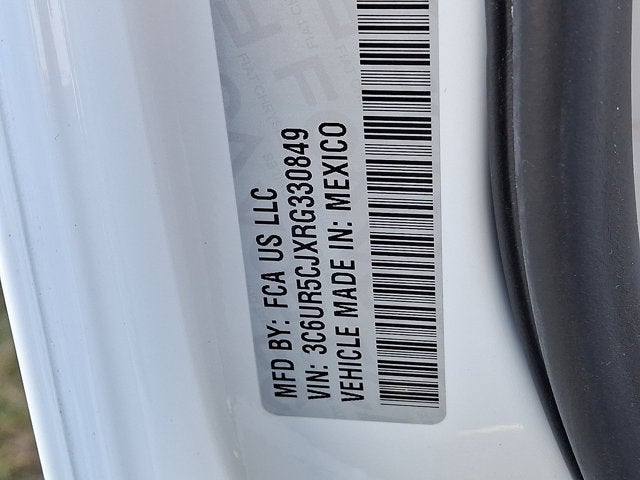 MFD BY: FCA US LLC
VIN: 3C6UR5CJXRG330849
VEHICLE MADE IN: MEXICO